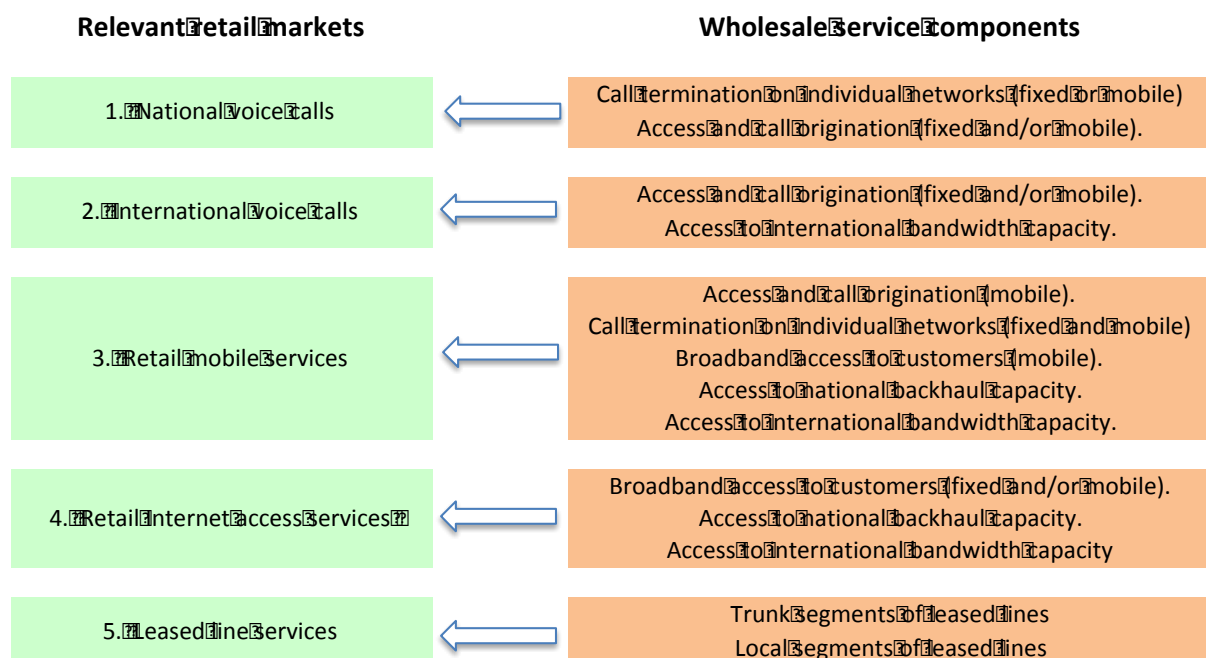 Relevant retail markets
Wholesale service components
1. National voice calls
Call termination on individual networks (fixed or mobile)
Access and call origination (fixed and/or mobile).
2. International voice calls
Access and call origination (fixed and/or mobile).
Access to international bandwidth capacity.
3. Retail mobile services
Access and call origination (mobile).
Call termination on individual networks (fixed and mobile)
Broadband access to customers (mobile).
Access to national backhaul capacity.
Access to international bandwidth capacity.
4. Retail Internet access services
Broadband access to customers (fixed and/or mobile).
Access to national backhaul capacity.
Access to international bandwidth capacity
5. Leased line services
Trunk segments of leased lines
Local segments of leased lines